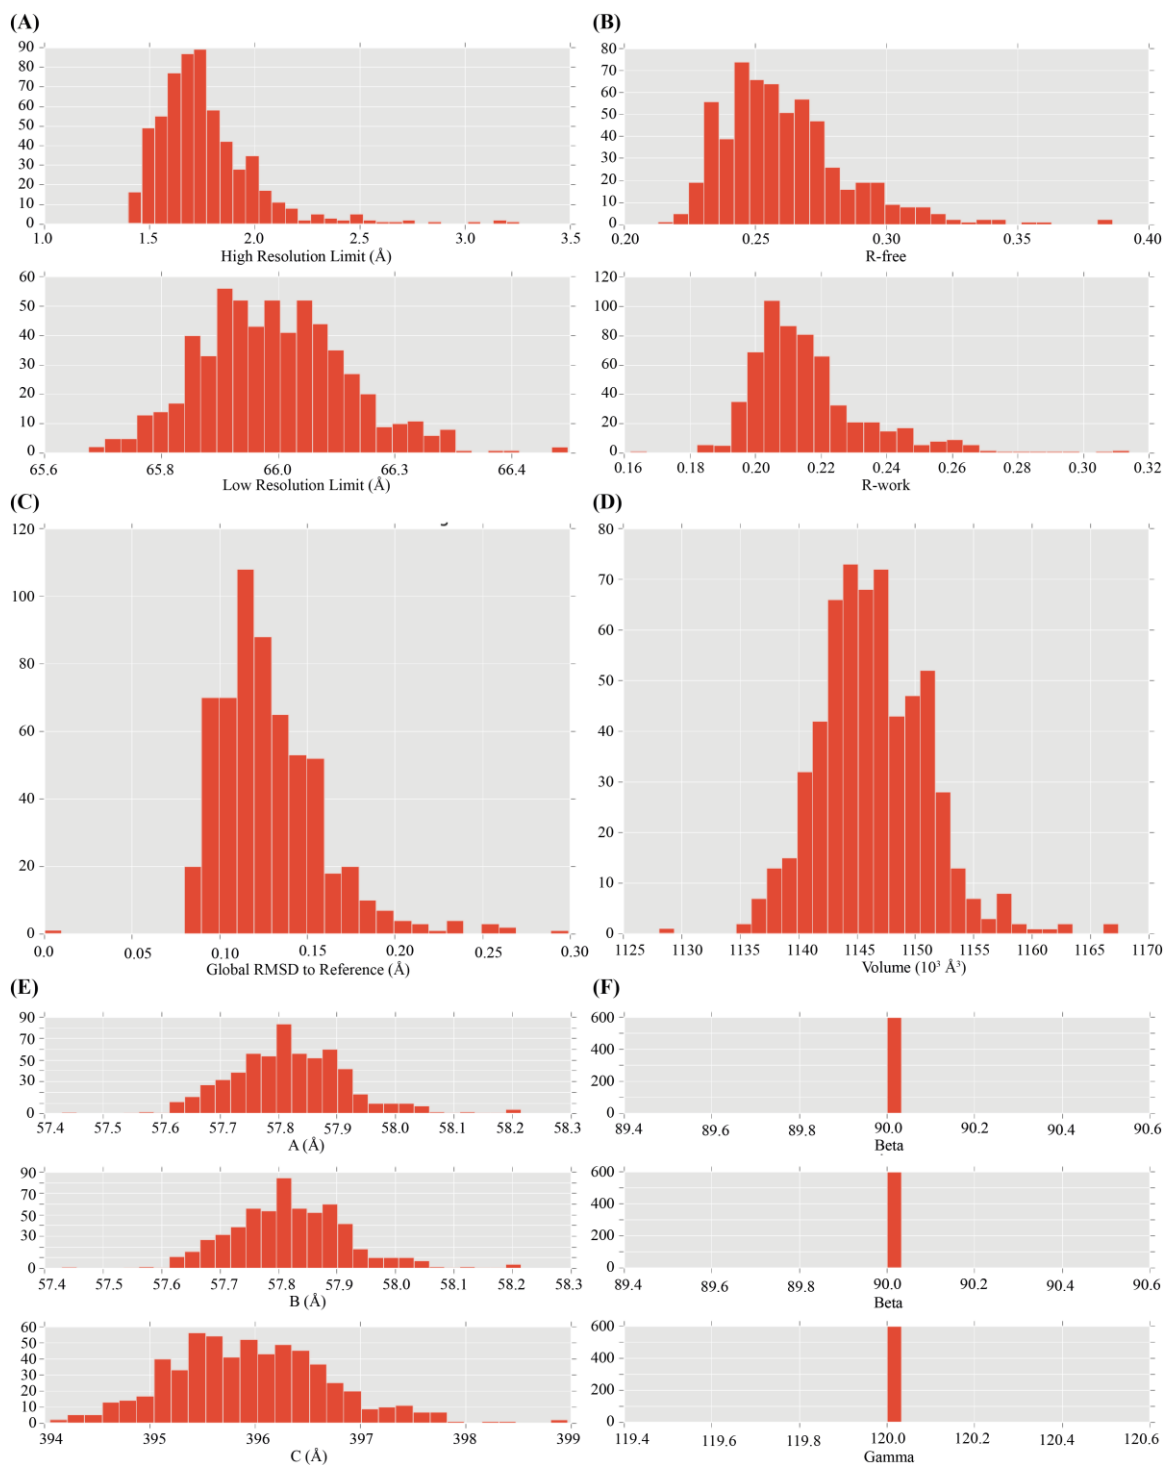 (A) (B)
90
80
70
60
50
40
30
20
10
0
1.0 1.5 2.0 2.5 3.0 3.5
High Resolution Limit (Å)
80
70
60
50
40
30
20
10
0
0.20 0.25 0.30 0.35 0.40
R-free
60
50
40
30
20
10
0
65.6 65.8 66.0 66.3 66.4
Low Resolution Limit (Å)
120
100
80
60
40
20
0
0.16 0.18 0.20 0.22 0.24 0.26 0.28 0.30 0.32
R-work
(C) (D)
120
100
80
60
40
20
0
0.0 0.05 0.10 0.15 0.20 0.25 0.30
Global RMSD to Reference (Å)
80
70
60
50
40
30
20
10
0
1125 1130 1135 1140 1145 1150 1155 1160 1165 1170
Volume (10³ Å³)
(E) (F)
90
70
50
30
0
57.4 57.5 57.6 57.7 57.8 57.9 58.0 58.1 58.2 58.3
A (Å)
600
400
200
0
89.4 89.6 89.8 90.0 90.2 90.4 90.6
Beta
90
70
50
30
0
57.4 57.5 57.6 57.7 57.8 57.9 58.0 58.1 58.2 58.3
B (Å)
600
400
200
0
89.4 89.6 89.8 90.0 90.2 90.4 90.6
Beta
60
50
40
30
20
10
0
394 395 396 397 398 399
C (Å)
600
400
200
0
119.4 119.6 119.8 120.0 120.2 120.4 120.6
Gamma